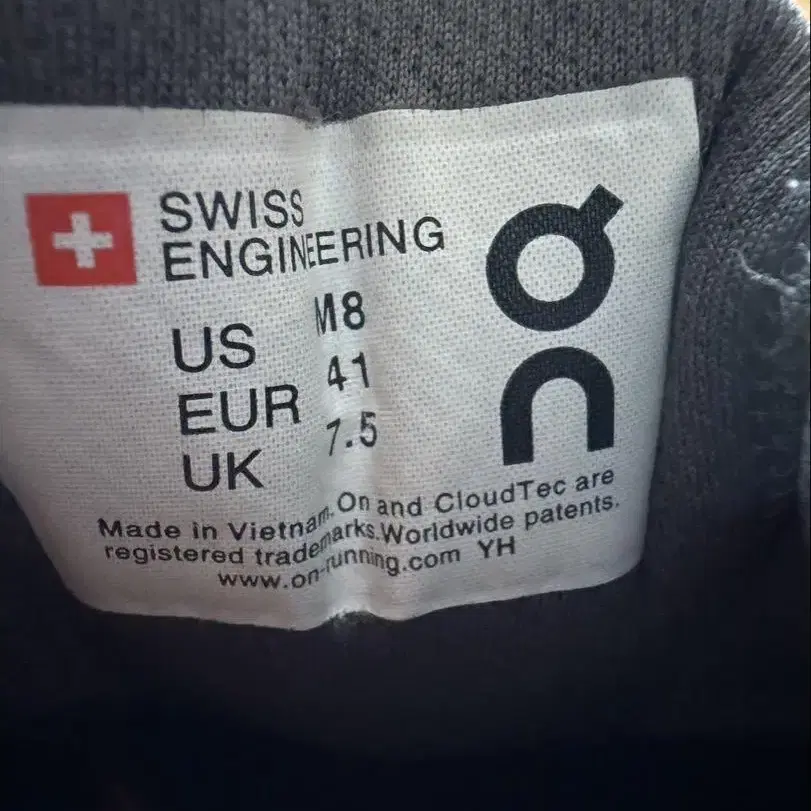 SWISS
ENGINEERING
US M8
EUR 41
UK 7.5
On
Made in Vietnam. On and CloudTec are
registered trademarks. Worldwide patents.
www.on-running.com YH